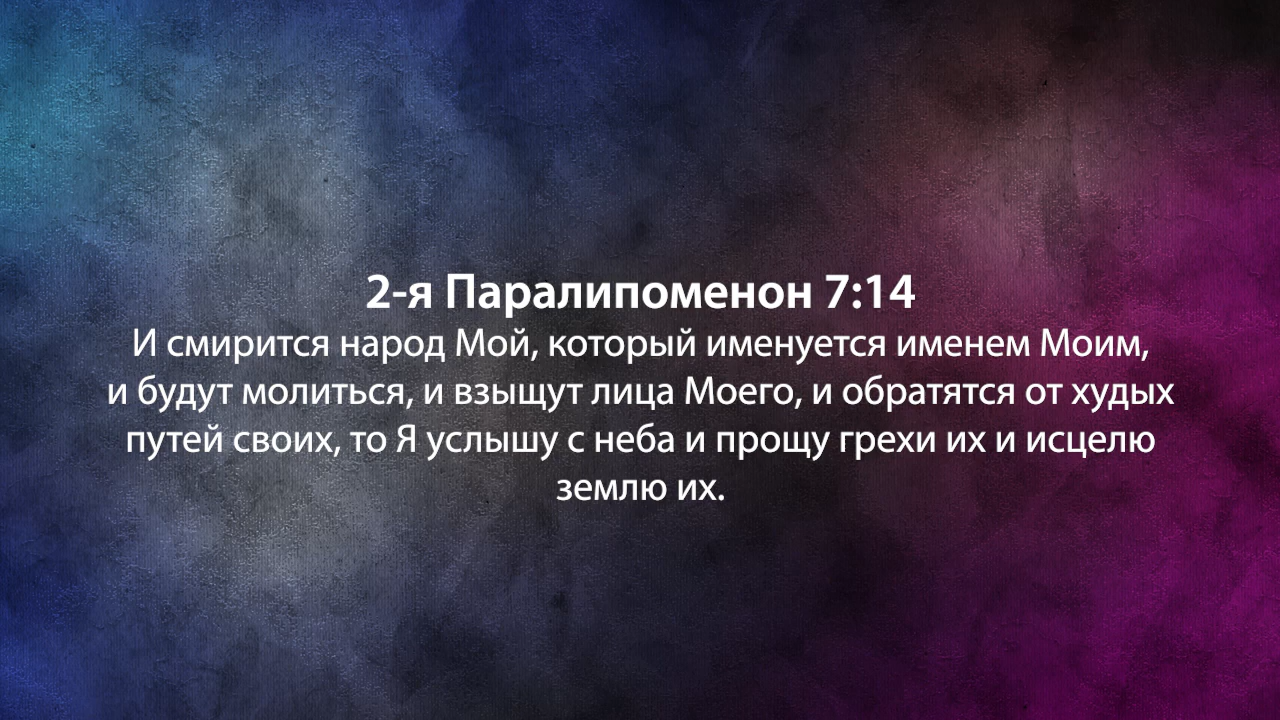 2-я Паралипоменон 7:14
И смирится народ Мой, который именуется именем Моим,
и будут молиться, и взыщут лица Моего, и обратятся от худых
путей своих, то Я услышу с неба и прощу грехи их и исцелю
землю их.